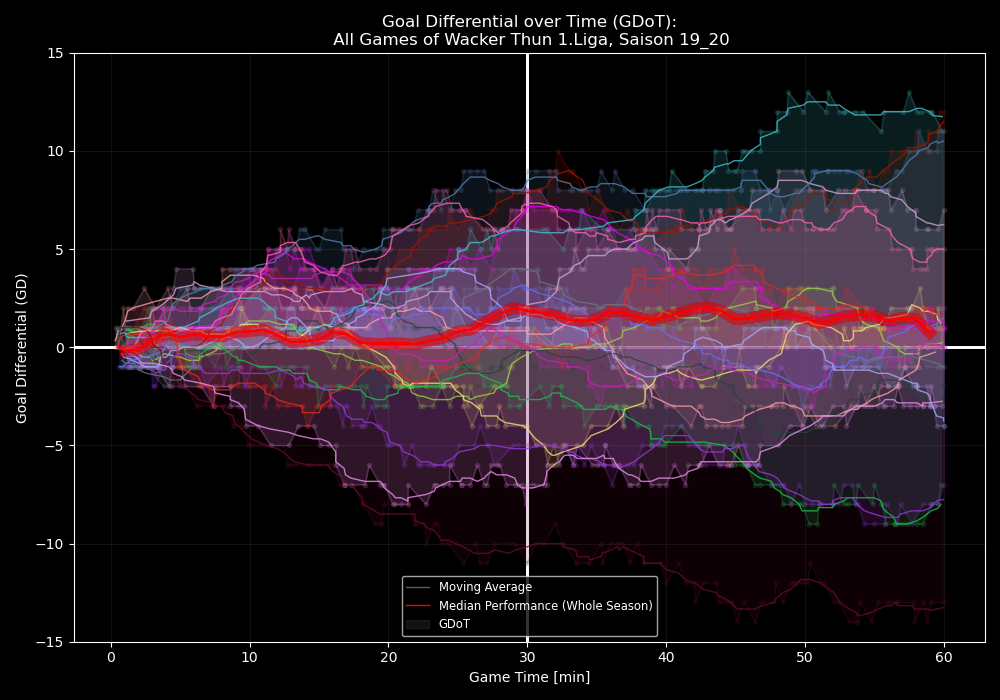 Goal Differential over Time (GDoT):
All Games of Wacker Thun 1.Liga, Saison 19_20
15
10
5
0
−5
−10
−15
Goal Differential (GD)
Moving Average
Median Performance (Whole Season)
GDoT
0
10
20
30
40
50
60
Game Time [min]